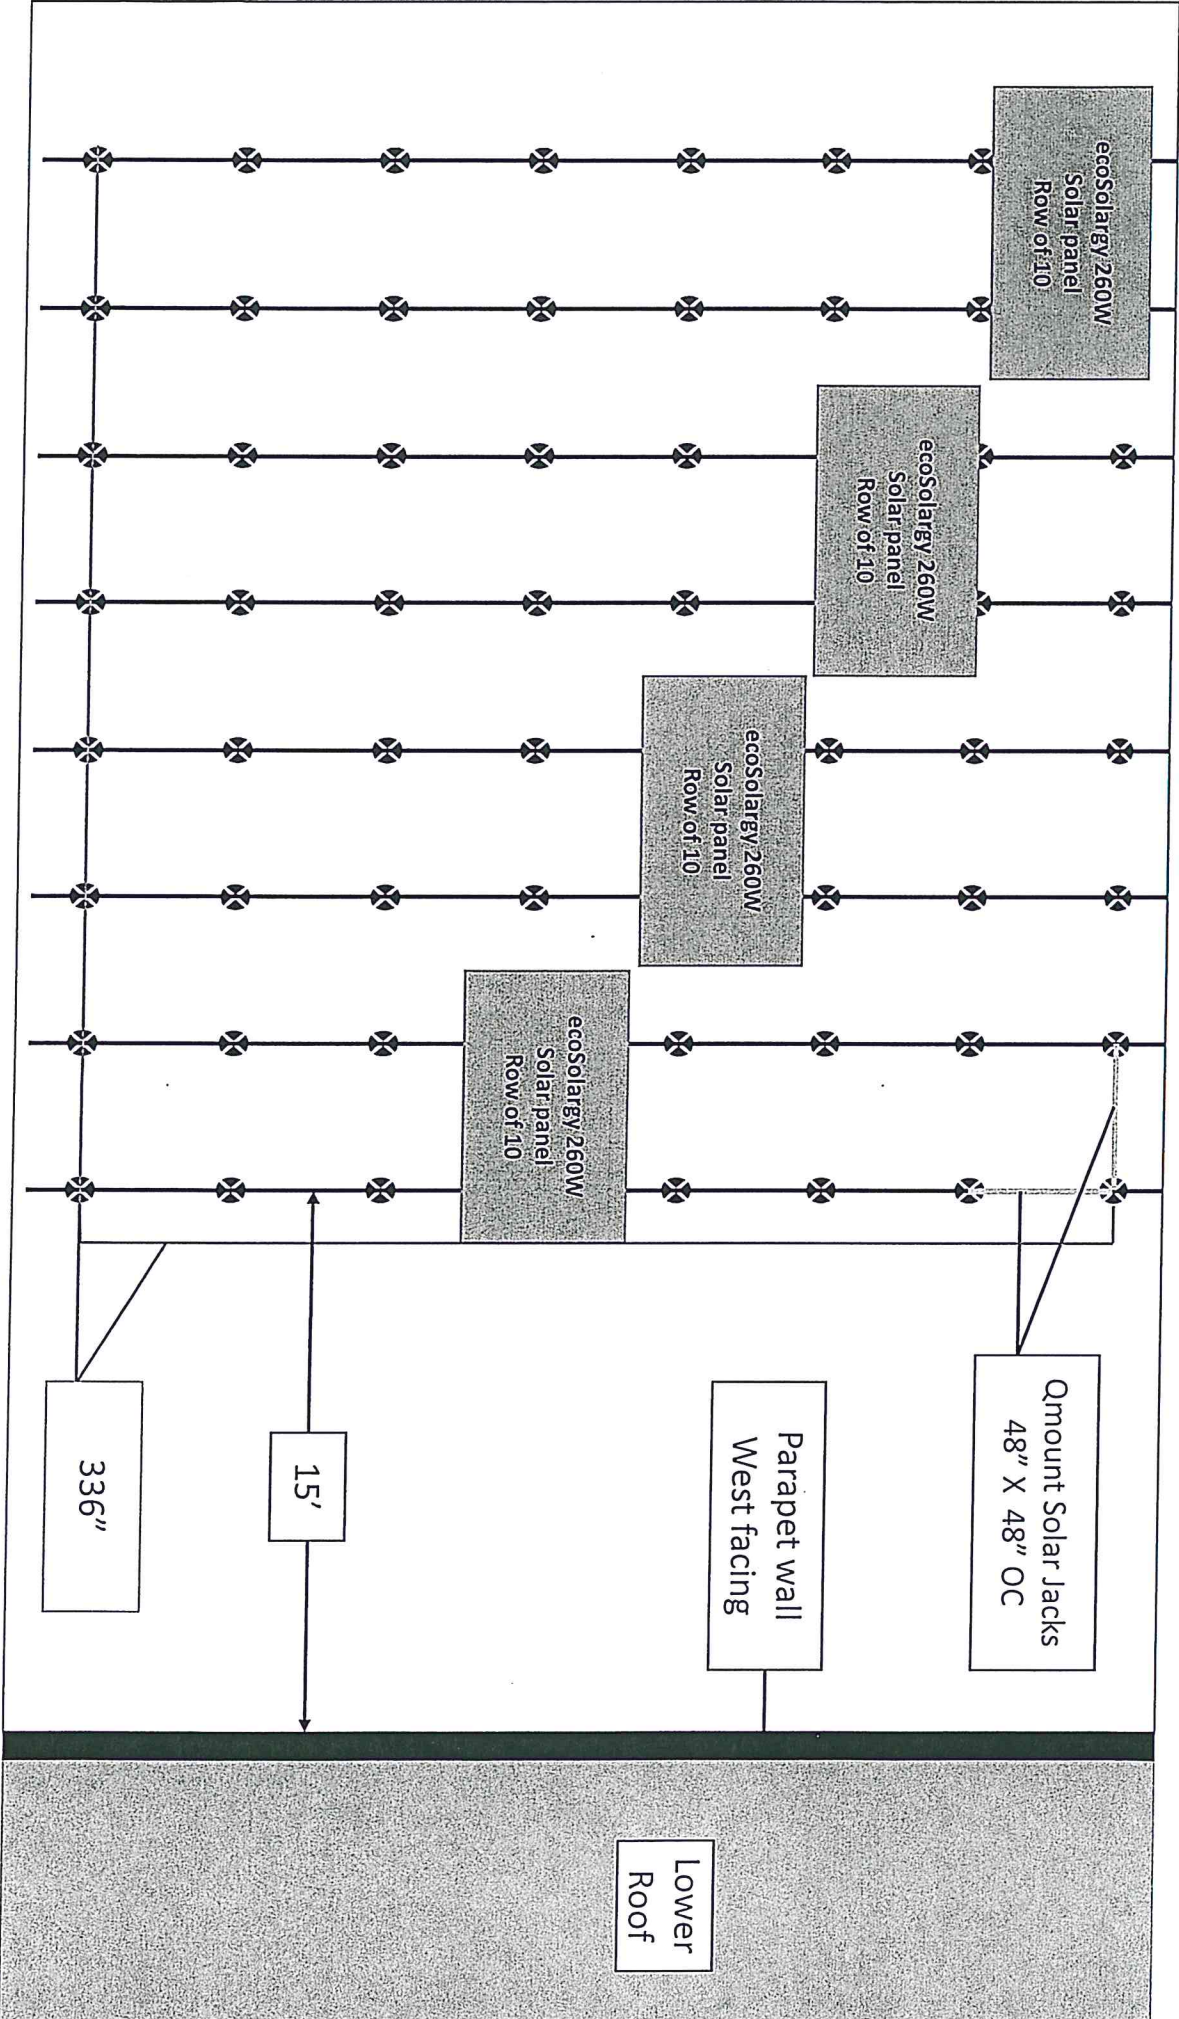 ecoSolargy 260W
Solar panel
Row of 10
ecoSolargy 260W
Solar panel
Row of 10
ecoSolargy 260W
Solar panel
Row of 10
ecoSolargy 260W
Solar panel
Row of 10
Qmount Solar Jacks
48” X 48” OC
Parapet wall
West facing
15’
336”
Lower
Roof